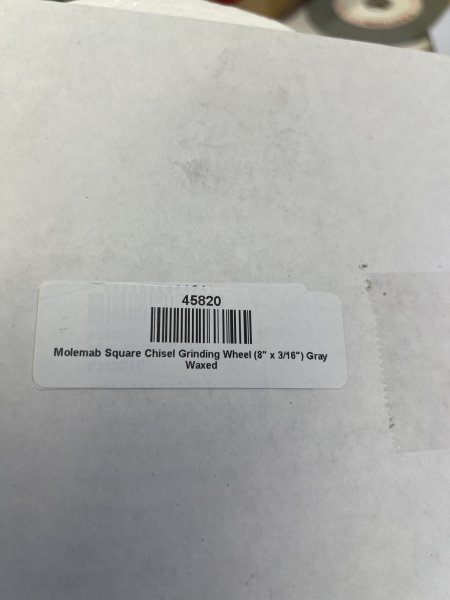 45820
Molemab Square Chisel Grinding Wheel (8" x 3/16") Gray
Waxed